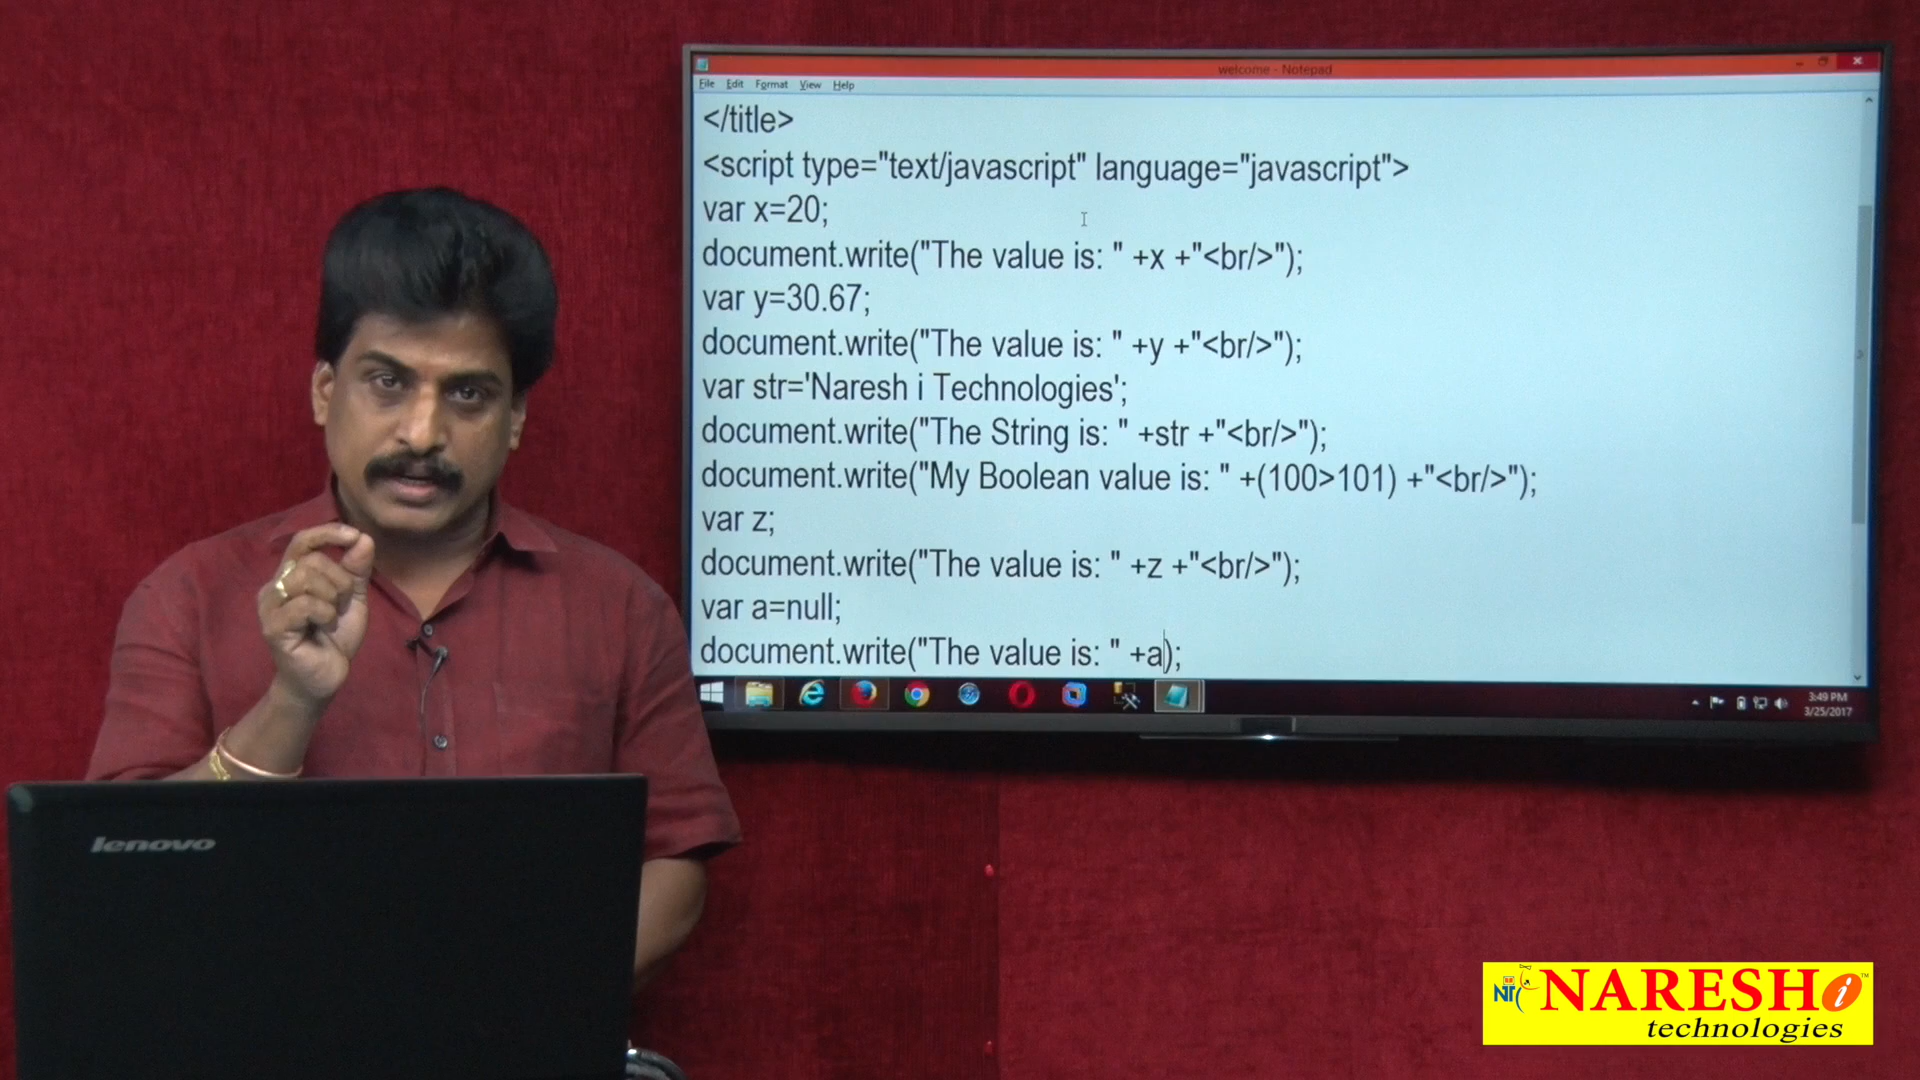 welcome - Notepad
File Edit Format View Help
</title>
<script type="text/javascript" language="javascript">
var x=20;
document.write("The value is: " +x +"<br/>");
var y=30.67;
document.write("The value is: " +y +"<br/>");
var str='Naresh i Technologies';
document.write("The String is: " +str +"<br/>");
document.write("My Boolean value is: " +(100>101) +"<br/>");
var z;
document.write("The value is: " +z +"<br/>");
var a=null;
document.write("The value is: " +a);
3:49 PM
3/25/2017
lenovo
NT
NARESH i ™
technologies